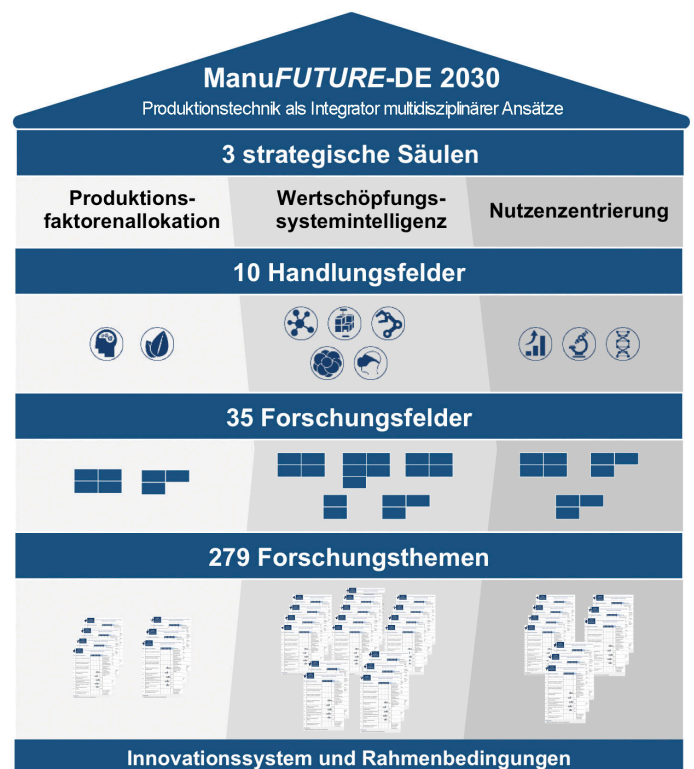 ManuFUTURE-DE 2030
Produktionstechnik als Integrator multidisziplinärer Ansätze
3 strategische Säulen
Produktions-
faktorenallokation
Wertschöpfungs-
systemintelligenz
Nutzenzentrierung
10 Handlungsfelder
35 Forschungsfelder
279 Forschungsthemen
Innovationssystem und Rahmenbedingungen